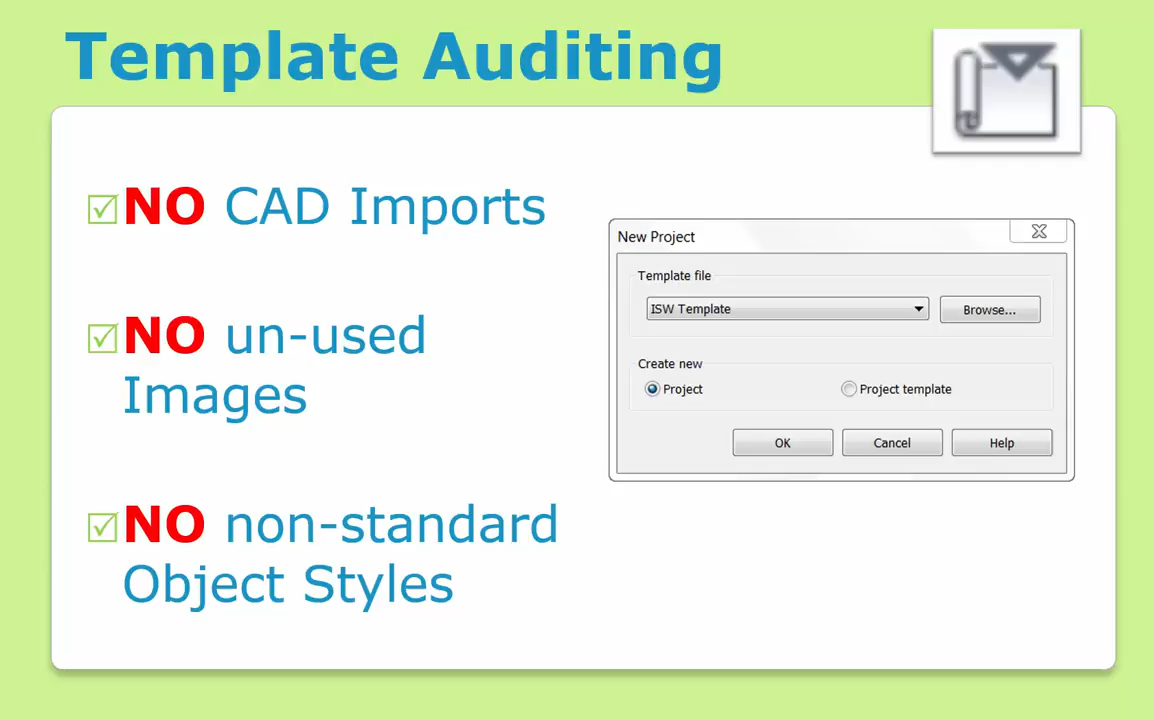 Template Auditing
NO CAD Imports
NO un-used
Images
NO non-standard
Object Styles
New Project
Template file
ISW Template
Browse...
Create new
Project
Project template
OK
Cancel
Help